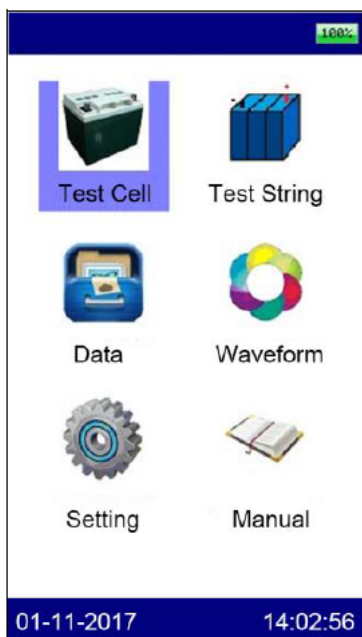 100%
Test Cell Test String
Data Waveform
Setting Manual
01-11-2017 14:02:56